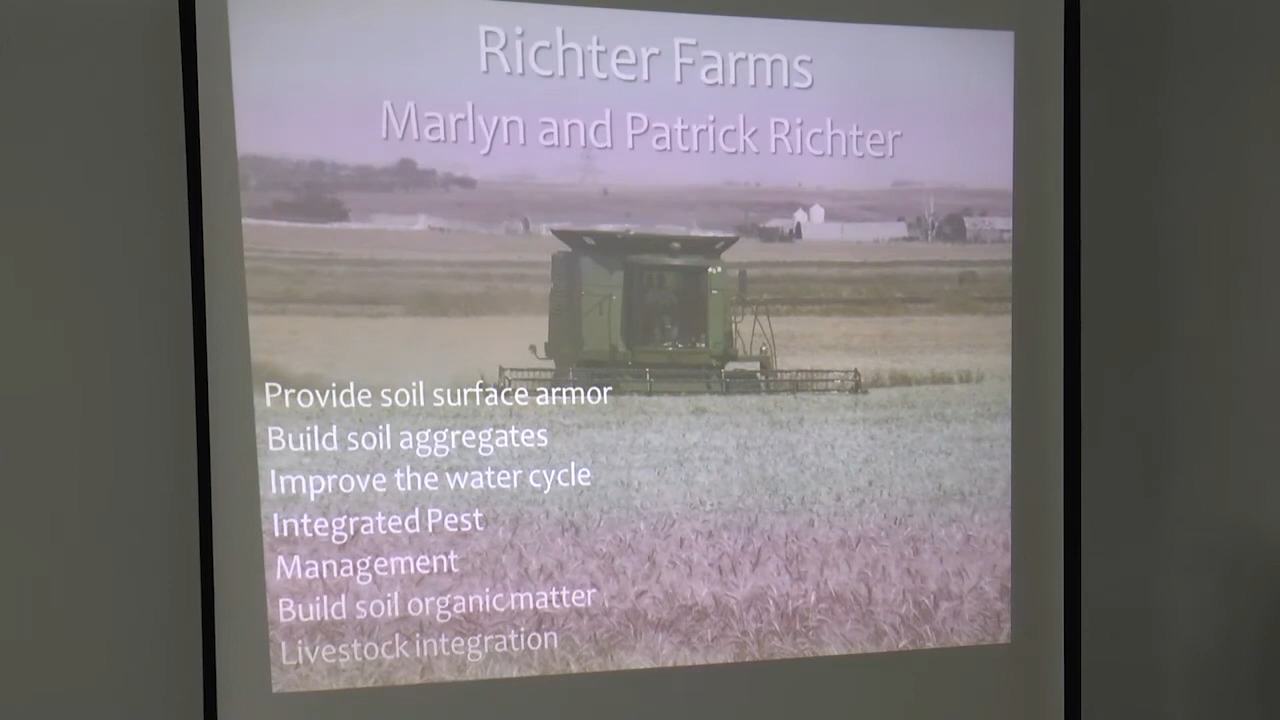 Richter Farms
Marlyn and Patrick Richter
Provide soil surface armor
Build soil aggregates
Improve the water cycle
Integrated Pest
Management
Build soil organic matter
Livestock integration